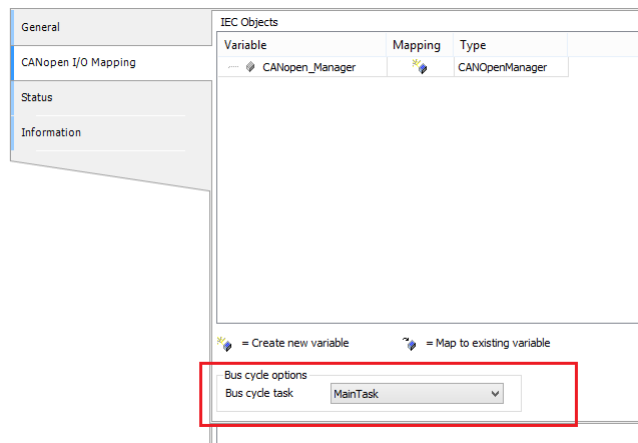 General
CANopen I/O Mapping
Status
Information
IEC Objects
Variable Mapping Type
CANopen_Manager CANOpenManager
= Create new variable = Map to existing variable
Bus cycle options
Bus cycle task MainTask